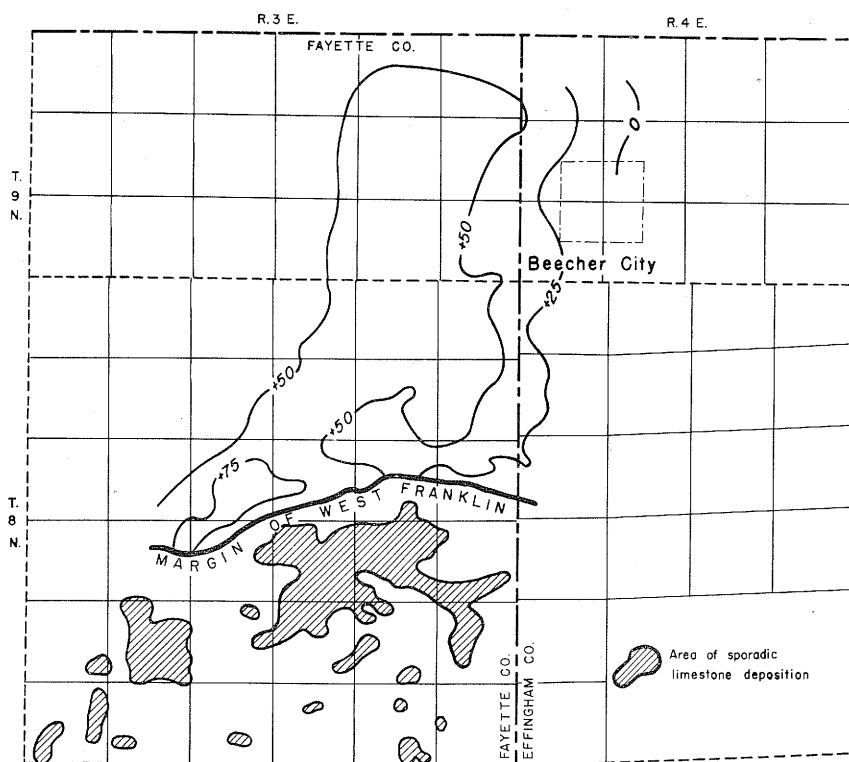 R. 3 E.
R. 4 E.
FAYETTE CO.
0
T.
9
N.
+50
Beecher City
+25
+50
+50
+75
T.
8
N.
MARGIN OF WEST FRANKLIN
Area of sporadic
limestone deposition
FAYETTE CO.
EFFINGHAM CO.